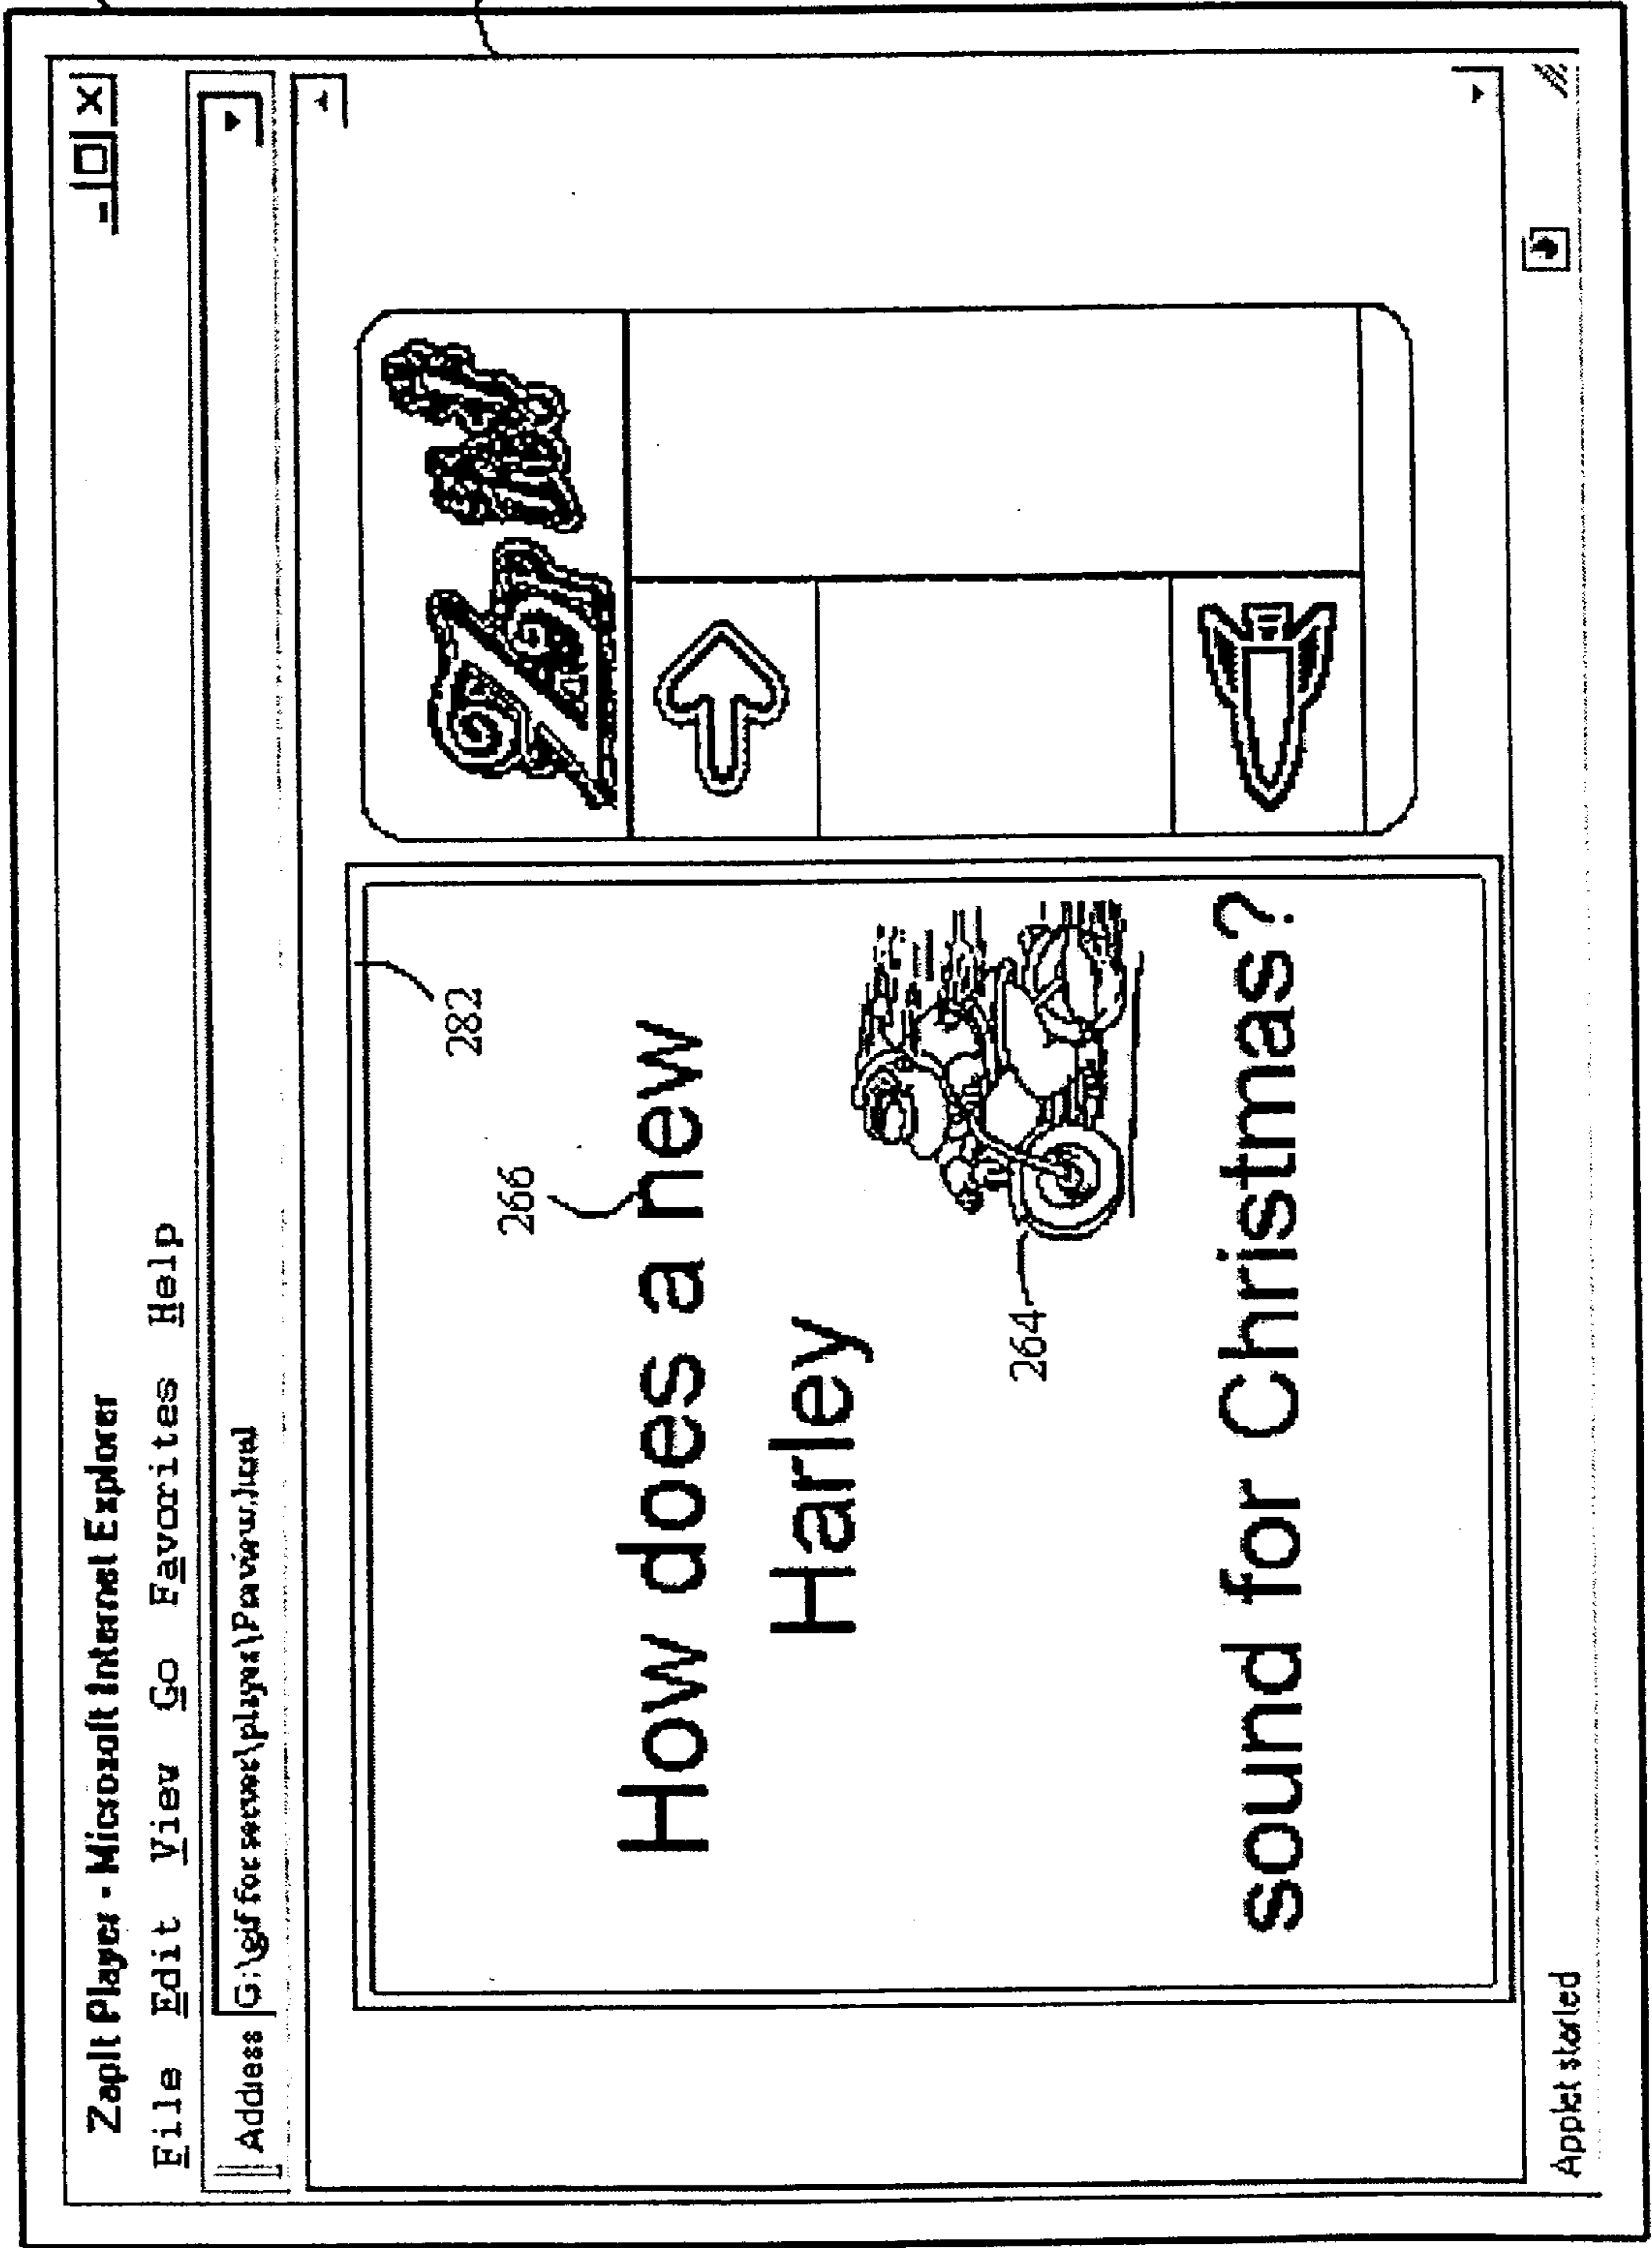 ZapIt Player - Microsoft Internet Explorer
File Edit View Go Favorites Help
Address
282
266
How does a new
Harley
264
sound for Christmas?
Applet started